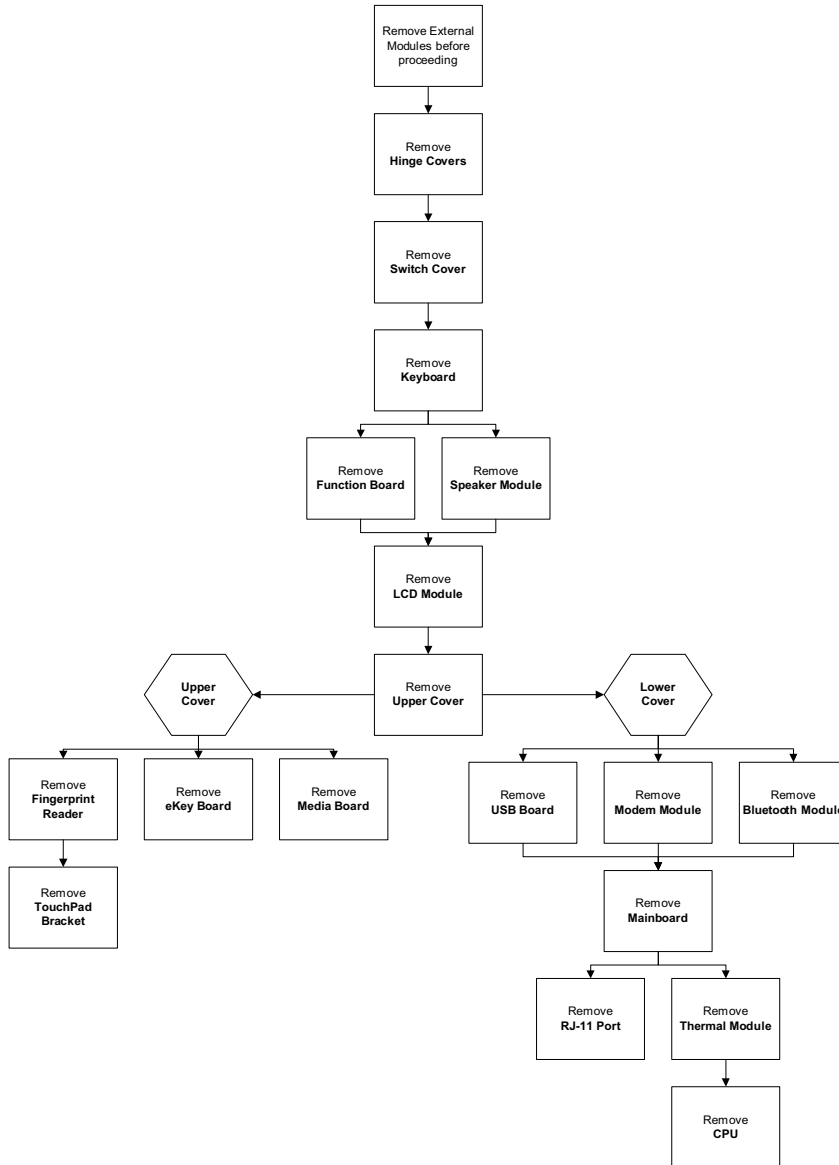 Remove External
Modules before
proceeding
Remove
Hinge Covers
Remove
Switch Cover
Remove
Keyboard
Remove
Function Board
Remove
Speaker Module
Remove
LCD Module
Upper
Cover
Remove
Upper Cover
Lower
Cover
Remove
Fingerprint
Reader
Remove
eKey Board
Remove
Media Board
Remove
USB Board
Remove
Modem Module
Remove
Bluetooth Module
Remove
TouchPad
Bracket
Remove
Mainboard
Remove
RJ-11 Port
Remove
Thermal Module
Remove
CPU